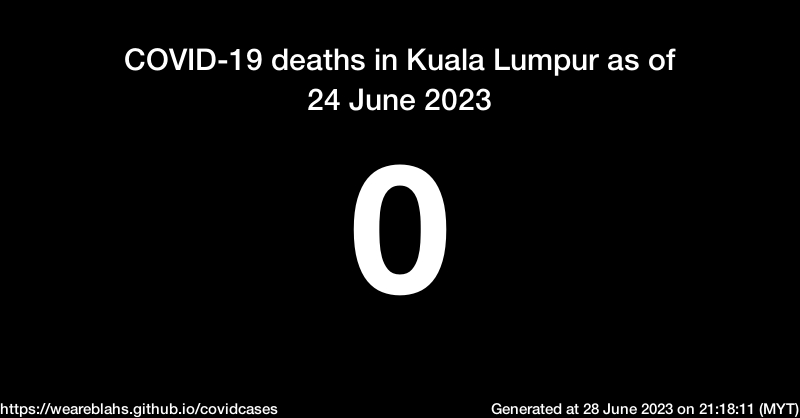 COVID-19 deaths in Kuala Lumpur as of
24 June 2023
0
https://weareblahs.github.io/covidcases
Generated at 28 June 2023 on 21:18:11 (MYT)